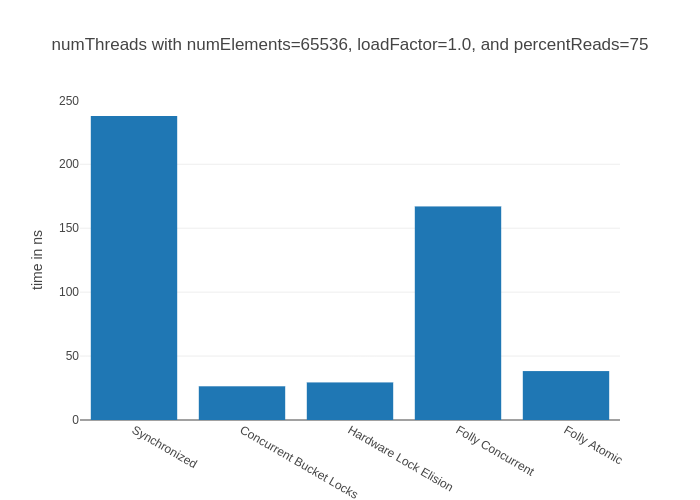 numThreads with numElements=65536, loadFactor=1.0, and percentReads=75
time in ns
250
200
150
100
50
0
Synchronized
Concurrent Bucket Locks
Hardware Lock Elision
Folly Concurrent
Folly Atomic